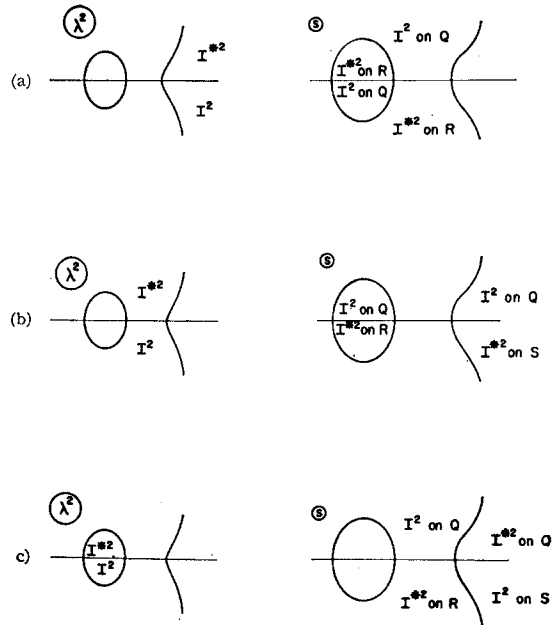 λ² S
I*² I² on Q
(a) I*² on R
I² I² on Q
I*² on R
λ² S
I*² I² on Q I² on Q
(b) I*² on R
I² I*² on S
λ² S
I² on Q I*² on Q
c) I*²
I² I*² on R I² on S